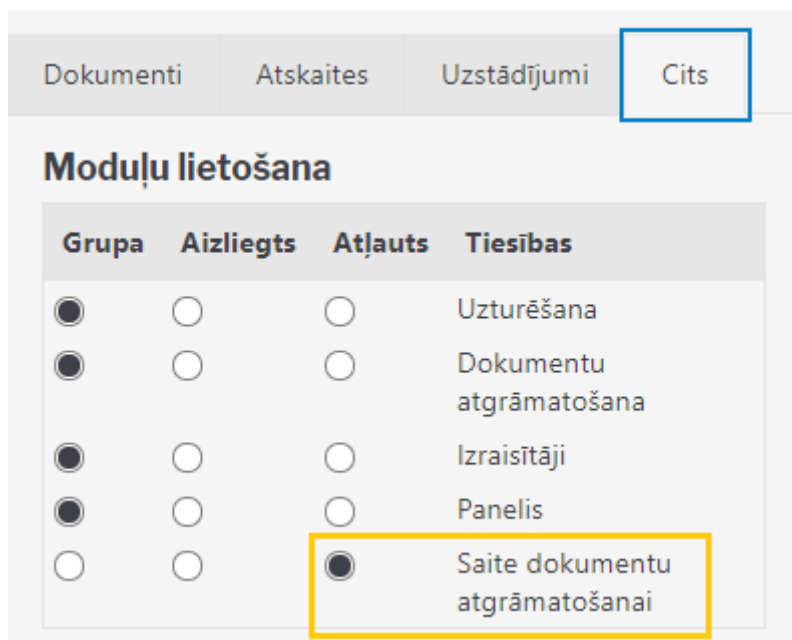 Dokumenti Atskaites Uzstādījumi Cits
Moduļu lietošana
Grupa Aizliegts Atļauts Tiesības
Uzturēšana
Dokumentu
atgrāmatošana
Izraisītāji
Panelis
Saite dokumentu
atgrāmatošanai